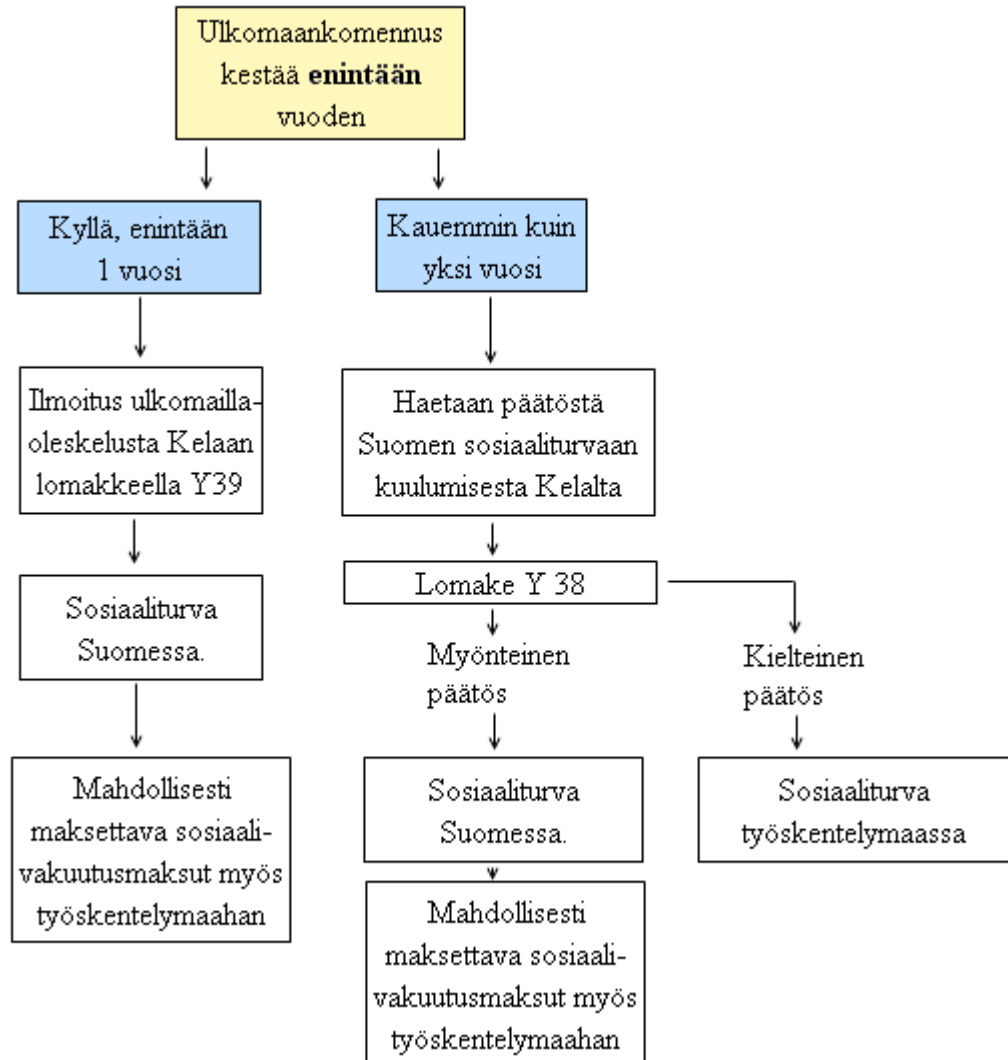 Ulkomaankomennus
kestää enintään
vuoden
Kyllä, enintään
1 vuosi
Kauemmin kuin
yksi vuosi
Ilmoitus ulkomailla-
oleskelusta Kelaan
lomakkeella Y39
Haetaan päätöstä
Suomen sosiaaliturvaan
kuulumisesta Kelalta
Sosiaaliturva
Suomessa.
Lomake Y 38
Myönteinen
päätös
Kielteinen
päätös
Mahdollisesti
maksettava sosiaali-
vakuutusmaksut myös
työskentelymaahan
Sosiaaliturva
Suomessa.
Sosiaaliturva
työskentelymaassa
Mahdollisesti
maksettava sosiaali-
vakuutusmaksut myös
työskentelymaahan